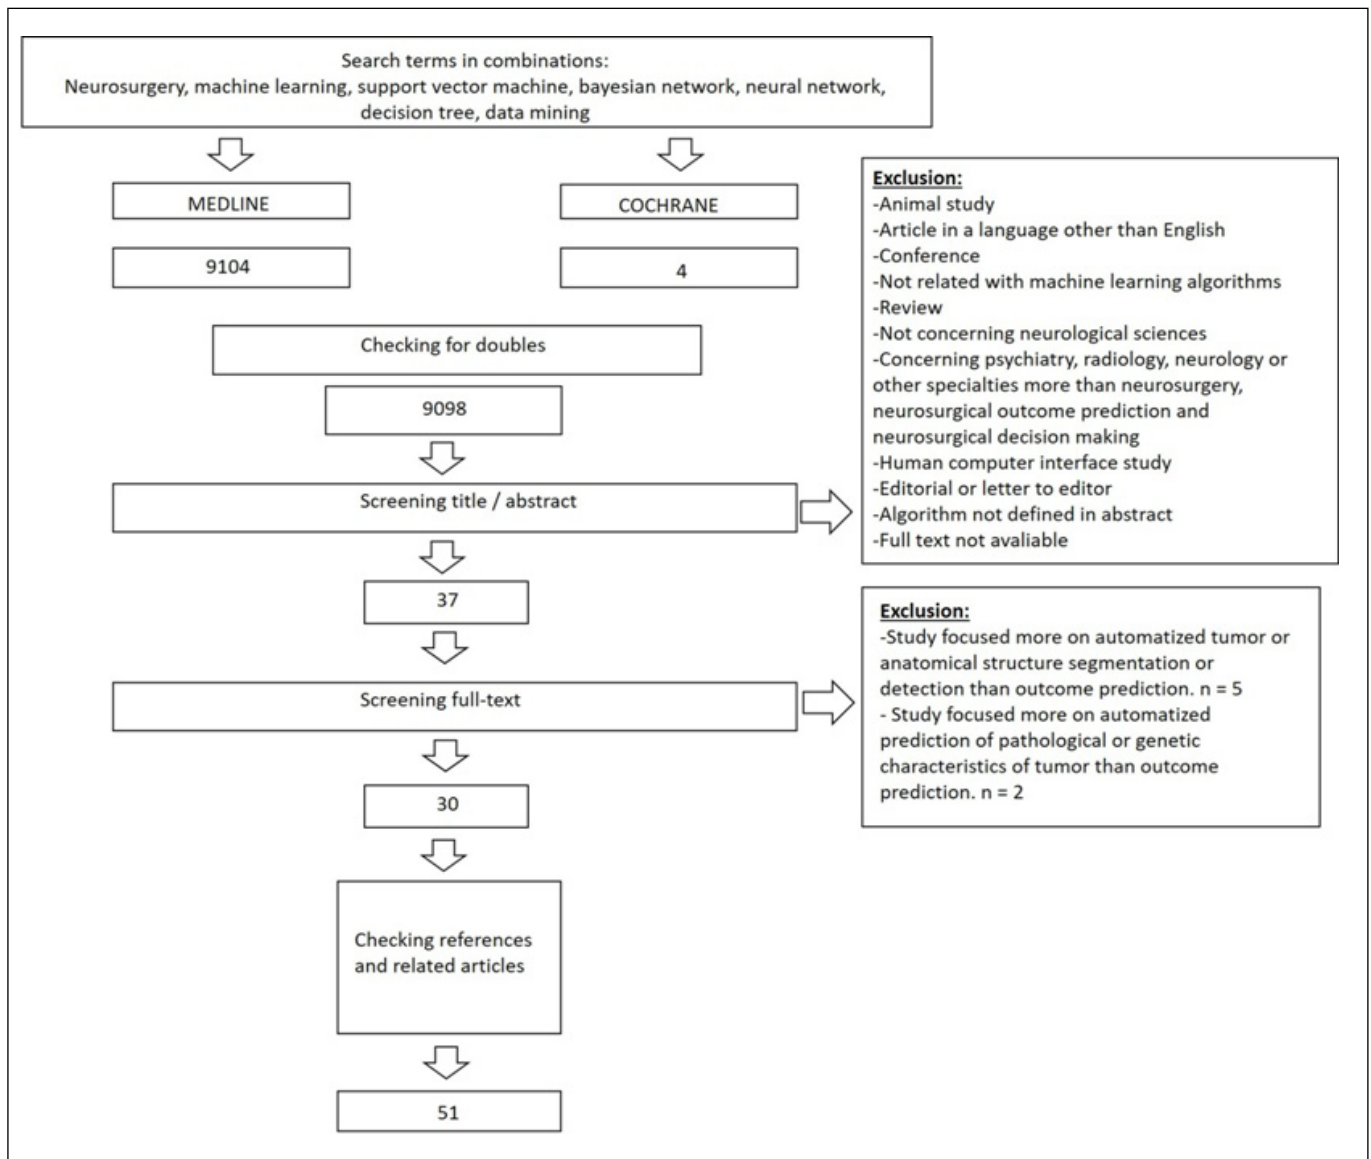 Search terms in combinations:
Neurosurgery, machine learning, support vector machine, bayesian network, neural network,
decision tree, data mining
MEDLINE
COCHRANE
9104
4
Checking for doubles
9098
Screening title / abstract
Exclusion:
-Animal study
-Article in a language other than English
-Conference
-Not related with machine learning algorithms
-Review
-Not concerning neurological sciences
-Concerning psychiatry, radiology, neurology or
other specialties more than neurosurgery,
neurosurgical outcome prediction and
neurosurgical decision making
-Human computer interface study
-Editorial or letter to editor
-Algorithm not defined in abstract
-Full text not avaliable
37
Screening full-text
Exclusion:
-Study focused more on automatized tumor or
anatomical structure segmentation or
detection than outcome prediction. n = 5
- Study focused more on automatized
prediction of pathological or genetic
characteristics of tumor than outcome
prediction. n = 2
30
Checking references
and related articles
51